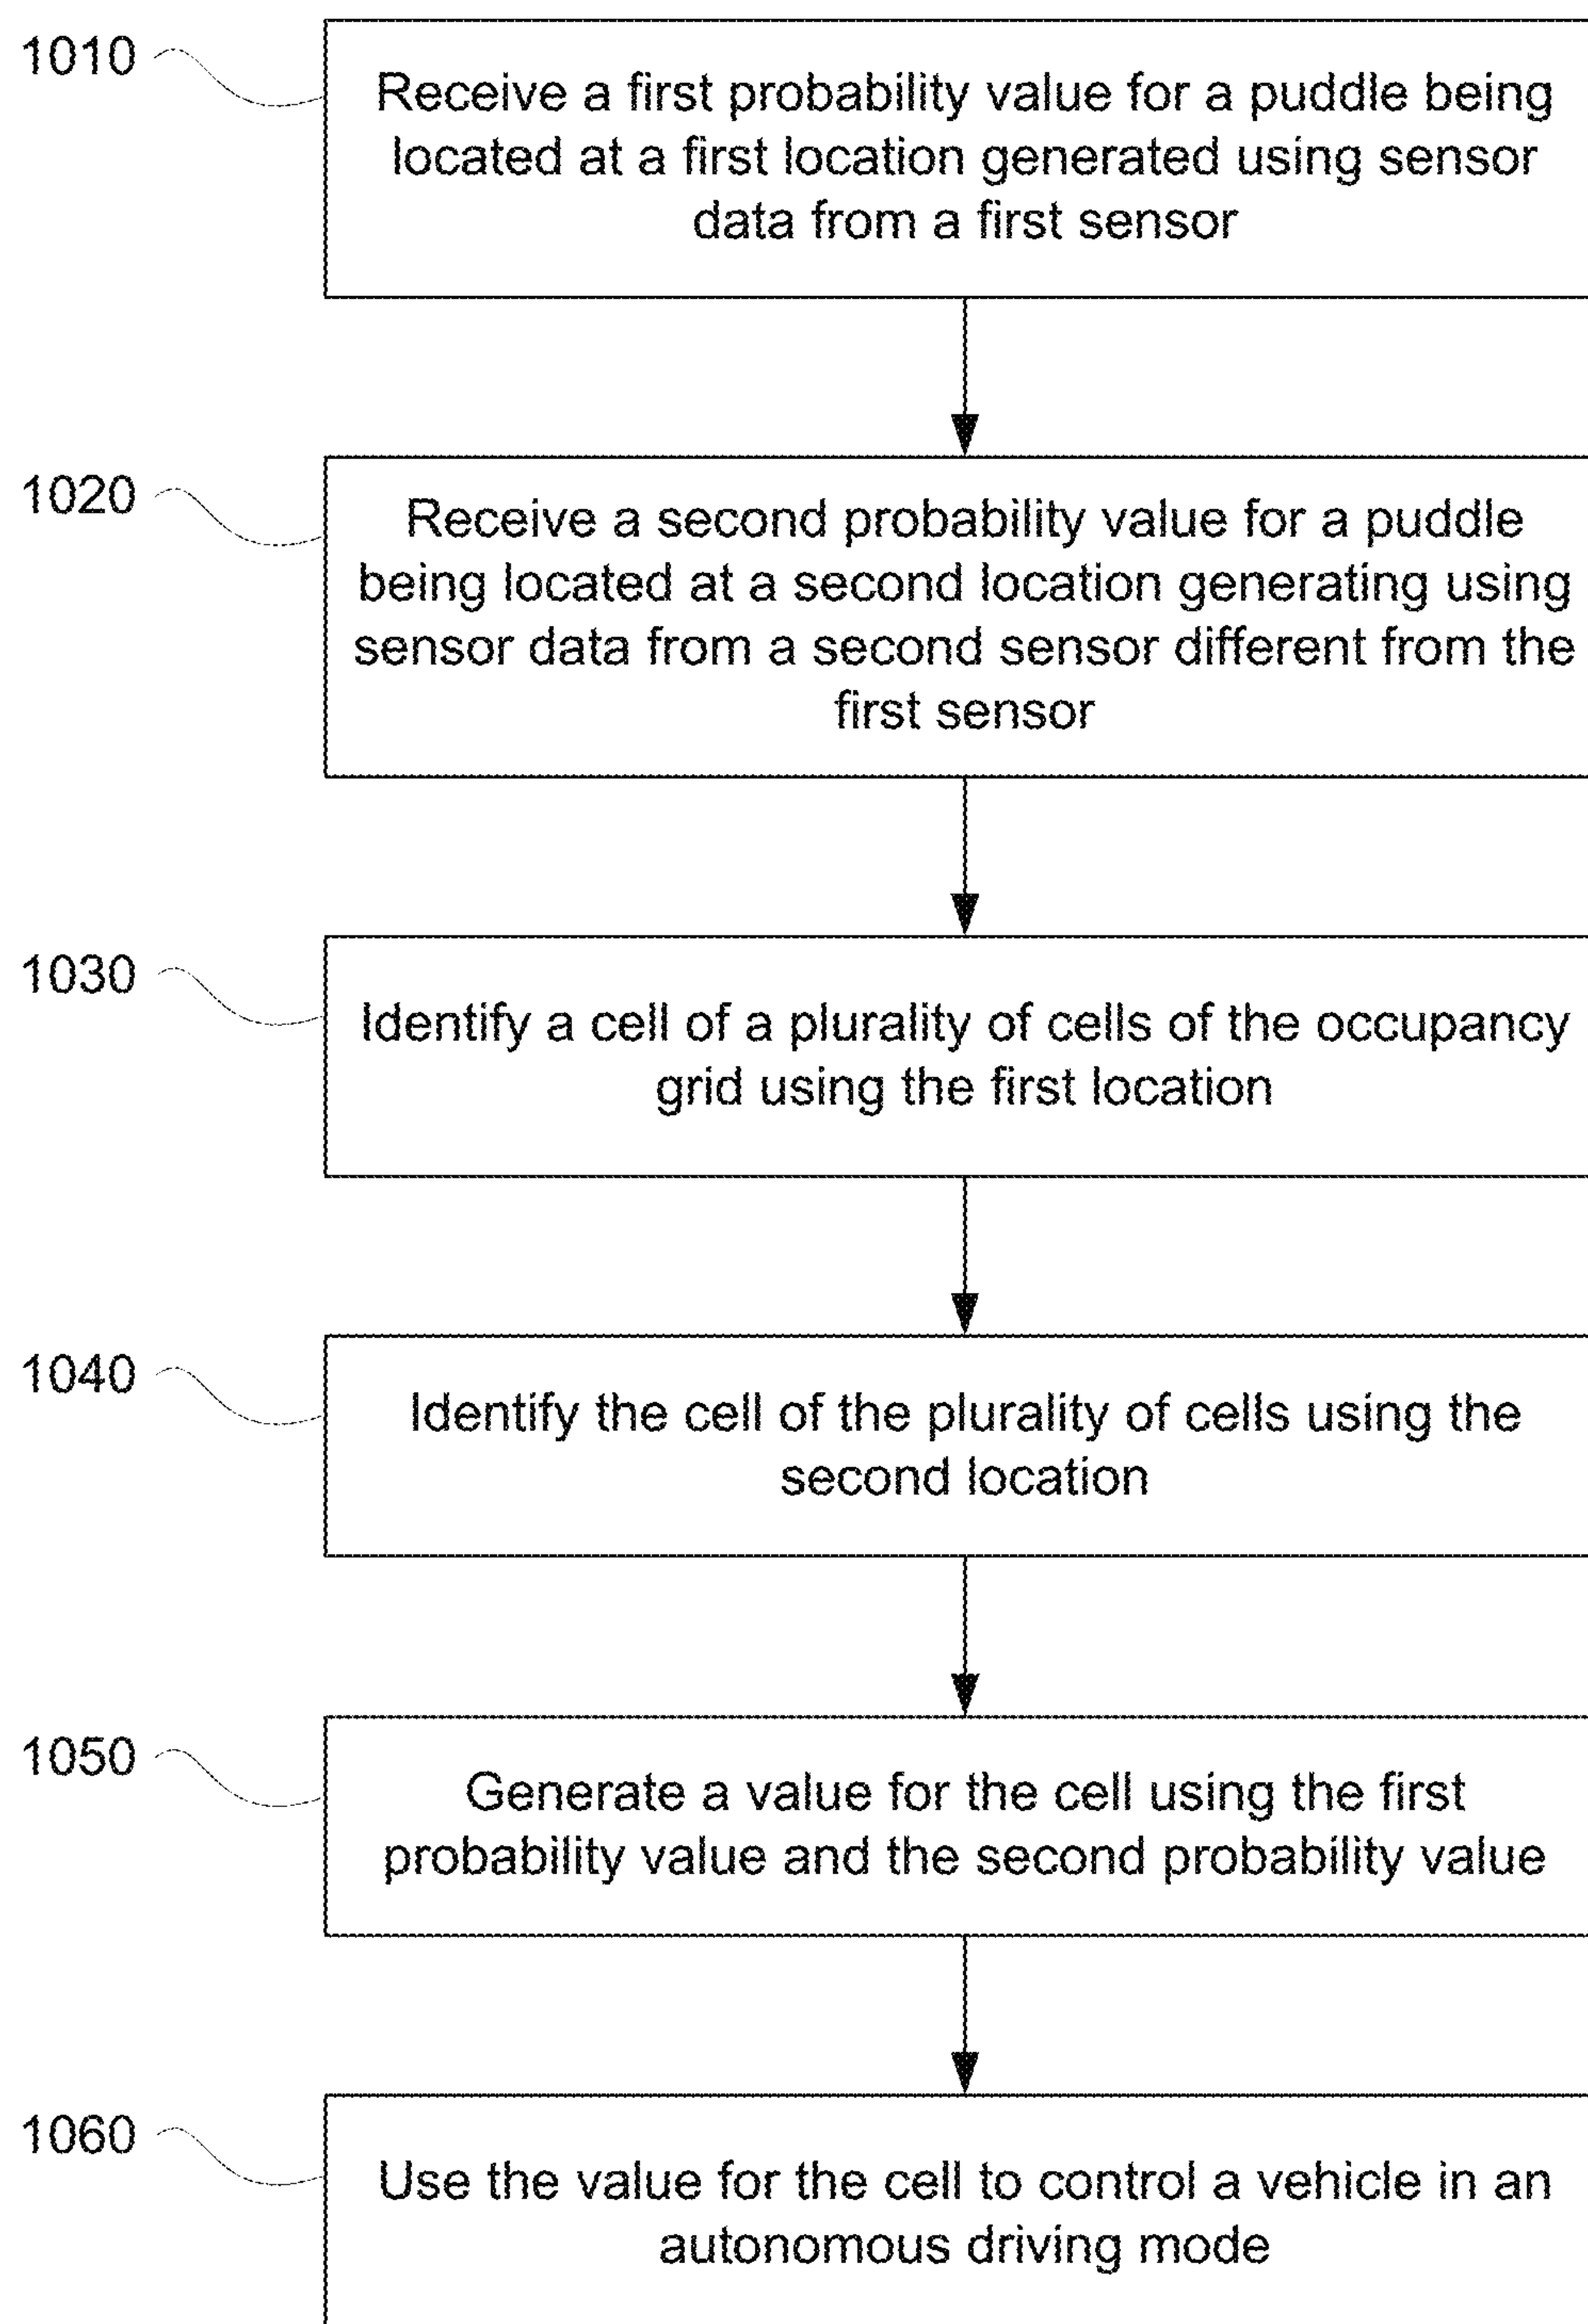 1010
Receive a first probability value for a puddle being
located at a first location generated using sensor
data from a first sensor
1020
Receive a second probability value for a puddle
being located at a second location generating using
sensor data from a second sensor different from the
first sensor
1030
Identify a cell of a plurality of cells of the occupancy
grid using the first location
1040
Identify the cell of the plurality of cells using the
second location
1050
Generate a value for the cell using the first
probability value and the second probability value
1060
Use the value for the cell to control a vehicle in an
autonomous driving mode